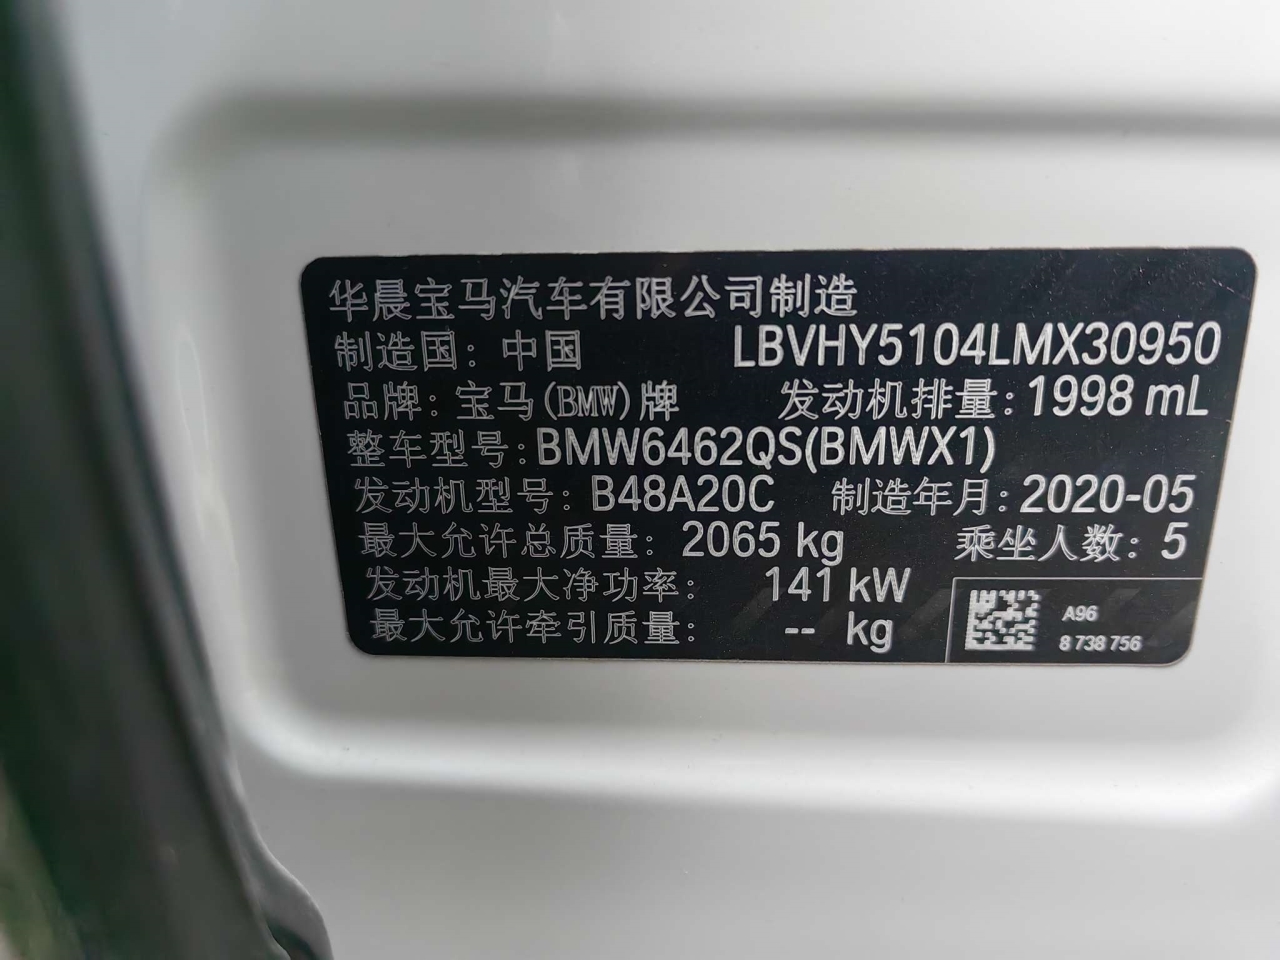 华晨宝马汽车有限公司制造
制造国：中国 LBVHY5104LMX30950
品牌：宝马(BMW)牌 发动机排量：1998 mL
整车型号：BMW6462QS(BMWX1)
发动机型号：B48A20C 制造年月：2020-05
最大允许总质量：2065 kg 乘坐人数：5
发动机最大净功率：141 kW
最大允许牵引质量：-- kg
A96
8 738 756